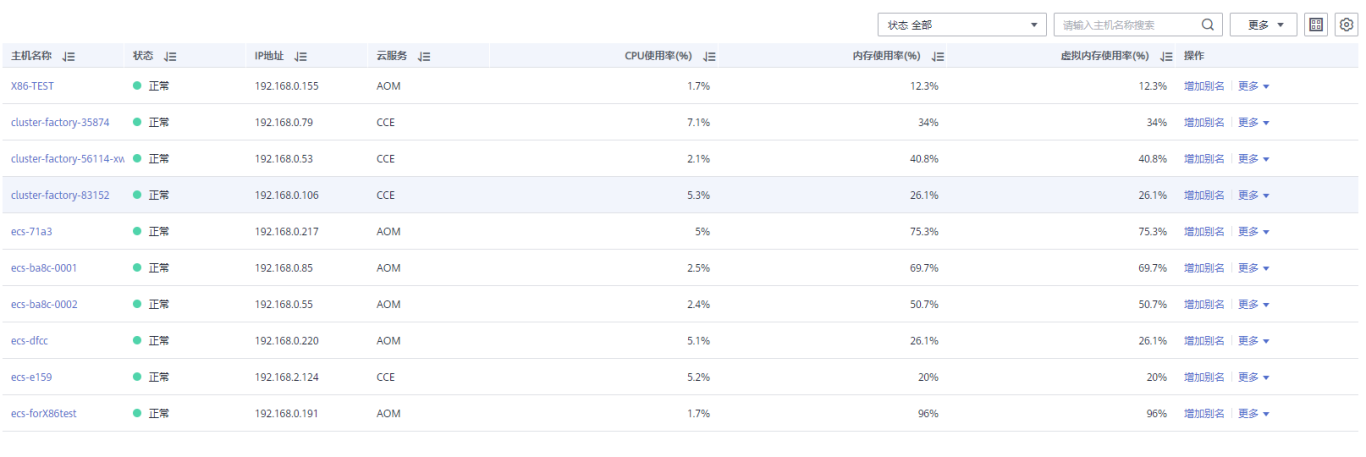 状态 全部 请输入主机名称搜索 更多
主机名称 状态 IP地址 云服务 CPU使用率(%) 内存使用率(%) 虚拟内存使用率(%) 操作
X86-TEST 正常 192.168.0.155 AOM 1.7% 12.3% 12.3% 增加别名 更多
cluster-factory-35874 正常 192.168.0.79 CCE 7.1% 34% 34% 增加别名 更多
cluster-factory-56114-xw 正常 192.168.0.53 CCE 2.1% 40.8% 40.8% 增加别名 更多
cluster-factory-83152 正常 192.168.0.106 CCE 5.3% 26.1% 26.1% 增加别名 更多
ecs-71a3 正常 192.168.0.217 AOM 5% 75.3% 75.3% 增加别名 更多
ecs-ba8c-0001 正常 192.168.0.85 AOM 2.5% 69.7% 69.7% 增加别名 更多
ecs-ba8c-0002 正常 192.168.0.55 AOM 2.4% 50.7% 50.7% 增加别名 更多
ecs-dfcc 正常 192.168.0.220 AOM 5.1% 26.1% 26.1% 增加别名 更多
ecs-e159 正常 192.168.2.124 CCE 5.2% 20% 20% 增加别名 更多
ecs-forX86test 正常 192.168.0.191 AOM 1.7% 96% 96% 增加别名 更多